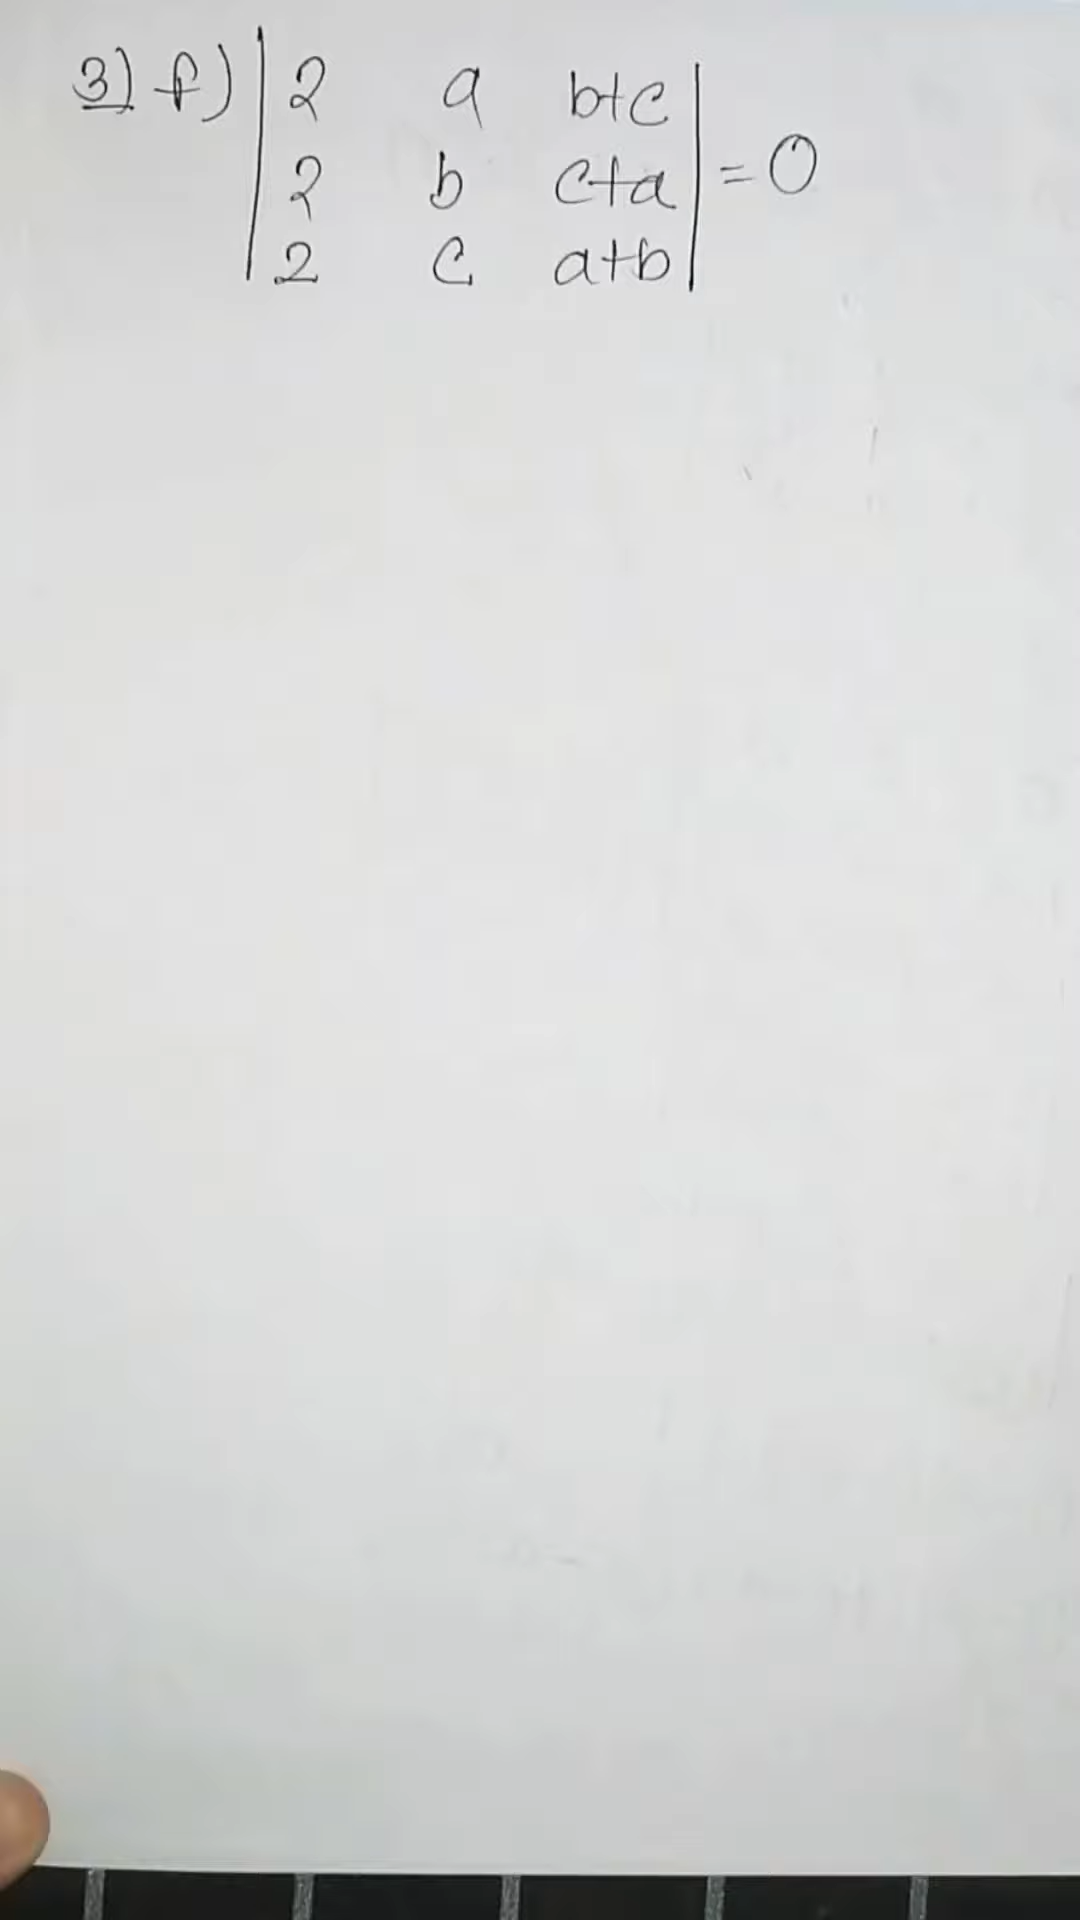 3) f) | 2 a b+c |
| 2 b c+a | = 0
| 2 c a+b |